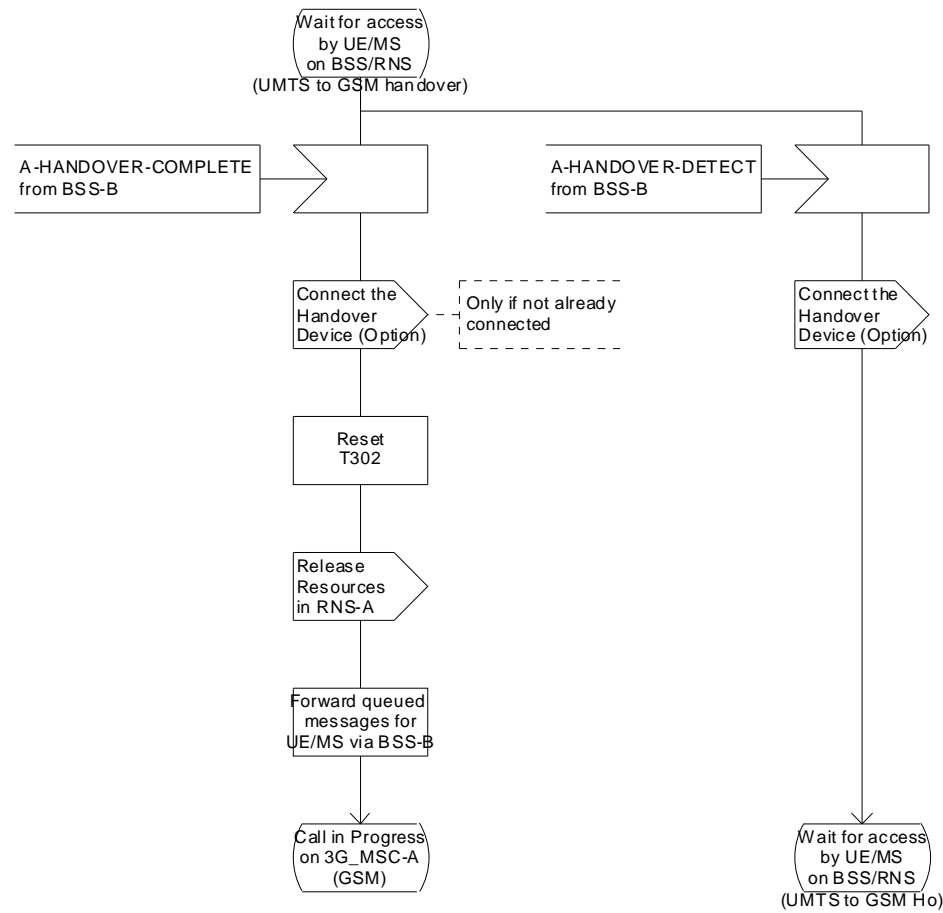 Wait for access
by UE/MS
on BSS/RNS
(UMTS to GSM handover)
A-HANDOVER-COMPLETE
from BSS-B
A-HANDOVER-DETECT
from BSS-B
Connect the
Handover
Device (Option)
Only if not already
connected
Connect the
Handover
Device (Option)
Reset
T302
Release
Resources
in RNS-A
Forward queued
messages for
UE/MS via BSS-B
Call in Progress
on 3G_MSC-A
(GSM)
Wait for access
by UE/MS
on BSS/RNS
(UMTS to GSM Ho)